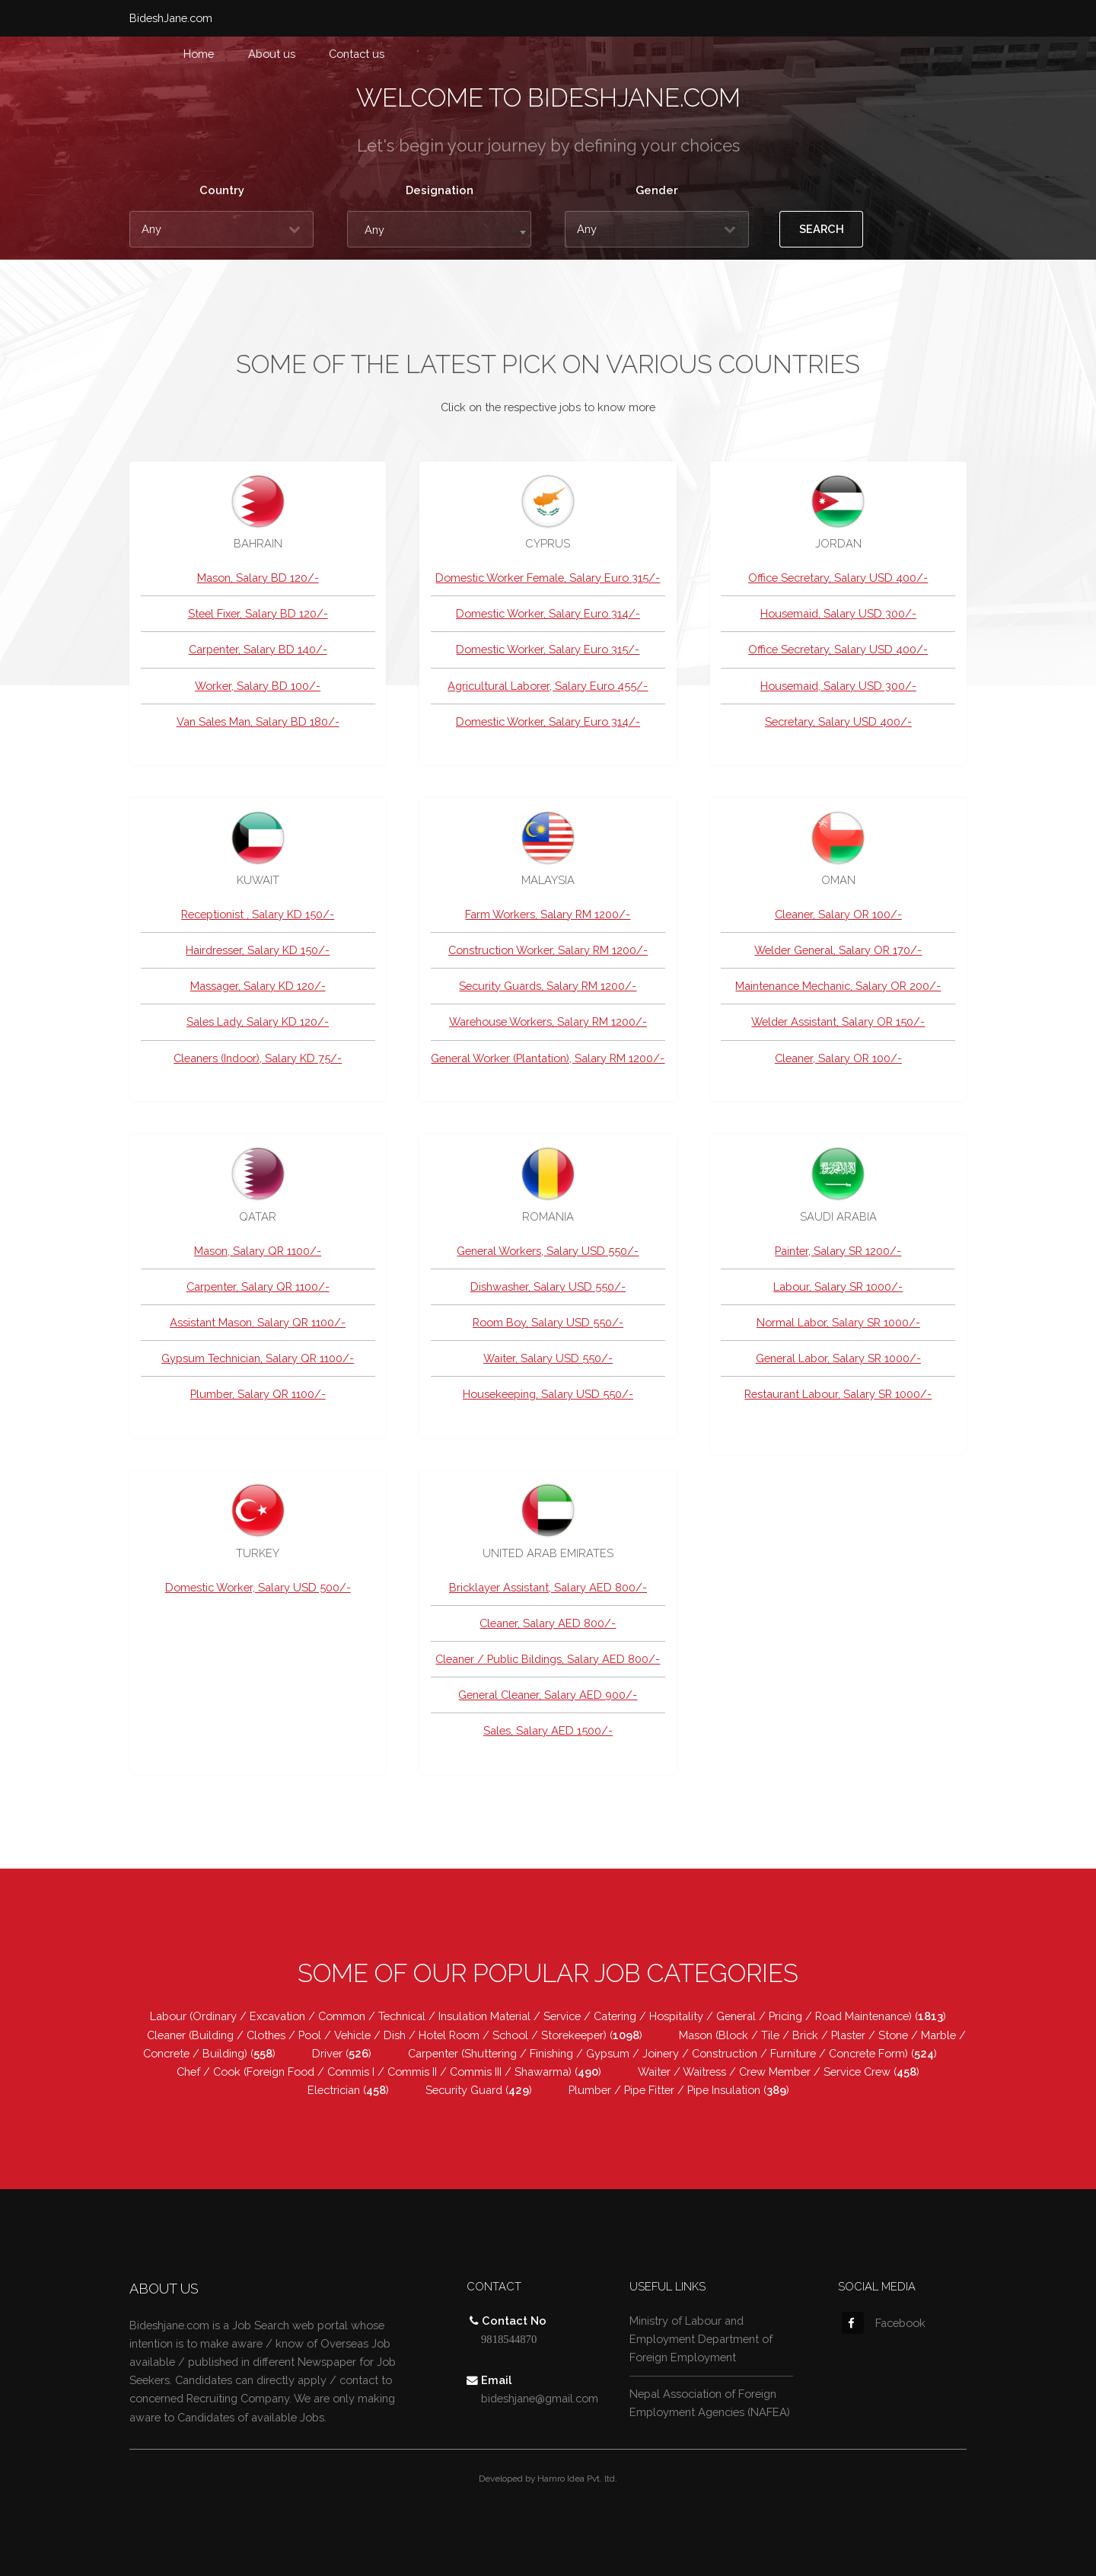 BideshJane.com
Home About us Contact us
WELCOME TO BIDESHJANE.COM
Let's begin your journey by defining your choices
Country Designation Gender
Any Any Any SEARCH
SOME OF THE LATEST PICK ON VARIOUS COUNTRIES
Click on the respective jobs to know more
BAHRAIN
Mason, Salary BD 120/-
Steel Fixer, Salary BD 120/-
Carpenter, Salary BD 140/-
Worker, Salary BD 100/-
Van Sales Man, Salary BD 180/-
CYPRUS
Domestic Worker Female, Salary Euro 315/-
Domestic Worker, Salary Euro 314/-
Domestic Worker, Salary Euro 315/-
Agricultural Laborer, Salary Euro 455/-
Domestic Worker, Salary Euro 314/-
JORDAN
Office Secretary, Salary USD 400/-
Housemaid, Salary USD 300/-
Office Secretary, Salary USD 400/-
Housemaid, Salary USD 300/-
Secretary, Salary USD 400/-
KUWAIT
Receptionist , Salary KD 150/-
Hairdresser, Salary KD 150/-
Massager, Salary KD 120/-
Sales Lady, Salary KD 120/-
Cleaners (Indoor), Salary KD 75/-
MALAYSIA
Farm Workers, Salary RM 1200/-
Construction Worker, Salary RM 1200/-
Security Guards, Salary RM 1200/-
Warehouse Workers, Salary RM 1200/-
General Worker (Plantation), Salary RM 1200/-
OMAN
Cleaner, Salary OR 100/-
Welder General, Salary OR 170/-
Maintenance Mechanic, Salary OR 200/-
Welder Assistant, Salary OR 150/-
Cleaner, Salary OR 100/-
QATAR
Mason, Salary QR 1100/-
Carpenter, Salary QR 1100/-
Assistant Mason, Salary QR 1100/-
Gypsum Technician, Salary QR 1100/-
Plumber, Salary QR 1100/-
ROMANIA
General Workers, Salary USD 550/-
Dishwasher, Salary USD 550/-
Room Boy, Salary USD 550/-
Waiter, Salary USD 550/-
Housekeeping, Salary USD 550/-
SAUDI ARABIA
Painter, Salary SR 1200/-
Labour, Salary SR 1000/-
Normal Labor, Salary SR 1000/-
General Labor, Salary SR 1000/-
Restaurant Labour, Salary SR 1000/-
TURKEY
Domestic Worker, Salary USD 500/-
UNITED ARAB EMIRATES
Bricklayer Assistant, Salary AED 800/-
Cleaner, Salary AED 800/-
Cleaner / Public Bildings, Salary AED 800/-
General Cleaner, Salary AED 900/-
Sales, Salary AED 1500/-
SOME OF OUR POPULAR JOB CATEGORIES
Labour (Ordinary / Excavation / Common / Technical / Insulation Material / Service / Catering / Hospitality / General / Pricing / Road Maintenance) (1813)
Cleaner (Building / Clothes / Pool / Vehicle / Dish / Hotel Room / School / Storekeeper) (1098) Mason (Block / Tile / Brick / Plaster / Stone / Marble /
Concrete / Building) (558) Driver (526) Carpenter (Shuttering / Finishing / Gypsum / Joinery / Construction / Furniture / Concrete Form) (524)
Chef / Cook (Foreign Food / Commis I / Commis II / Commis III / Shawarma) (490) Waiter / Waitress / Crew Member / Service Crew (458)
Electrician (458) Security Guard (429) Plumber / Pipe Fitter / Pipe Insulation (389)
ABOUT US
Bideshjane.com is a Job Search web portal whose
intention is to make aware / know of Overseas Job
available / published in different Newspaper for Job
Seekers. Candidates can directly apply / contact to
concerned Recruiting Company. We are only making
aware to Candidates of available Jobs.
CONTACT
Contact No
9818544870
Email
bideshjane@gmail.com
USEFUL LINKS
Ministry of Labour and
Employment Department of
Foreign Employment
Nepal Association of Foreign
Employment Agencies (NAFEA)
SOCIAL MEDIA
Facebook
Developed by Hamro Idea Pvt. ltd.